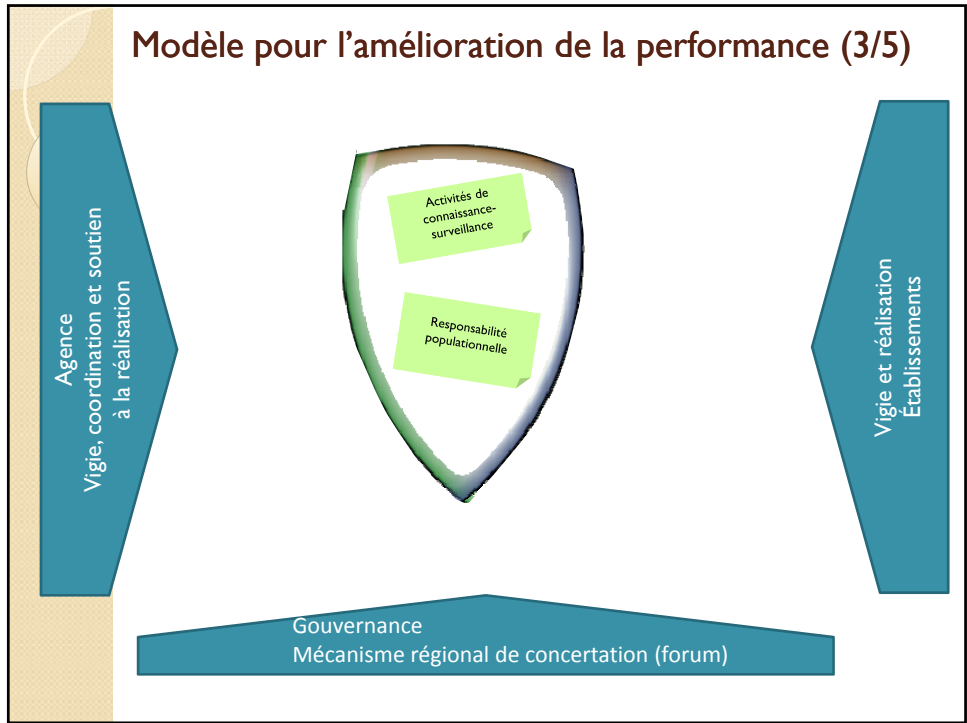 Modèle pour l’amélioration de la performance (3/5)
Agence
Vigie, coordination et soutien
à la réalisation
Activités de
connaissance-
surveillance
Responsabilité
populationnelle
Vigie et réalisation
Établissements
Gouvernance
Mécanisme régional de concertation (forum)